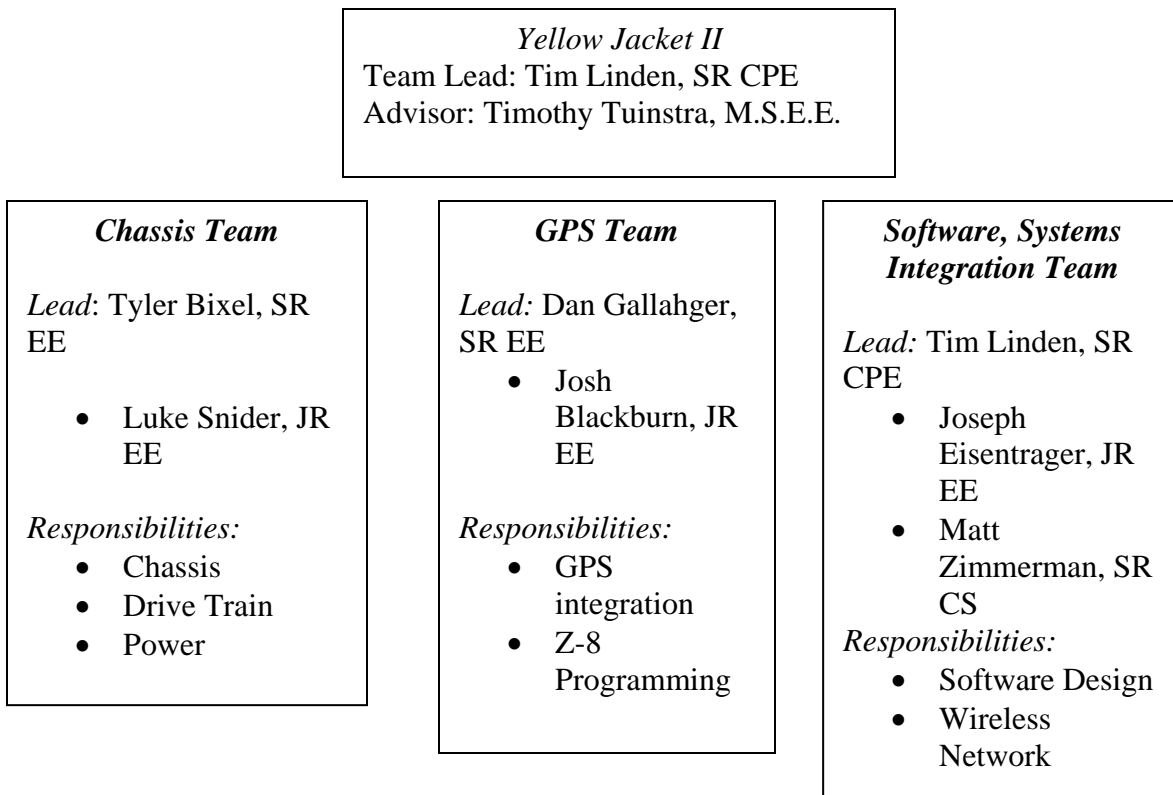 Yellow Jacket II
Team Lead: Tim Linden, SR CPE
Advisor: Timothy Tuinstra, M.S.E.E.
Chassis Team
Lead: Tyler Bixel, SR
EE
• Luke Snider, JR
EE
Responsibilities:
• Chassis
• Drive Train
• Power
GPS Team
Lead: Dan Gallahger,
SR EE
• Josh
Blackburn, JR
EE
Responsibilities:
• GPS
integration
• Z-8
Programming
Software, Systems
Integration Team
Lead: Tim Linden, SR
CPE
• Joseph
Eisentrager, JR
EE
• Matt
Zimmerman, SR
CS
Responsibilities:
• Software Design
• Wireless
Network